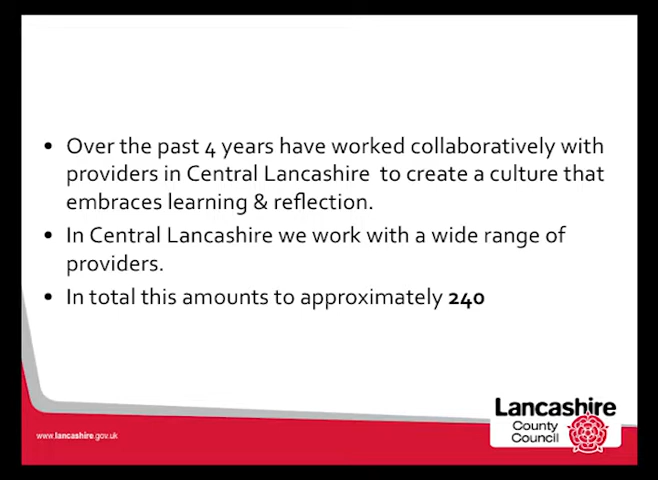 • Over the past 4 years have worked collaboratively with
providers in Central Lancashire to create a culture that
embraces learning & reflection.
• In Central Lancashire we work with a wide range of
providers.
• In total this amounts to approximately 240
www.lancashire.gov.uk
Lancashire
County
Council